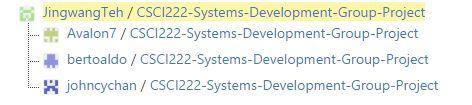 JingwangTeh / CSCI222-Systems-Development-Group-Project
Avalon7 / CSCI222-Systems-Development-Group-Project
bertoaldo / CSCI222-Systems-Development-Group-Project
johncychan / CSCI222-Systems-Development-Group-Project